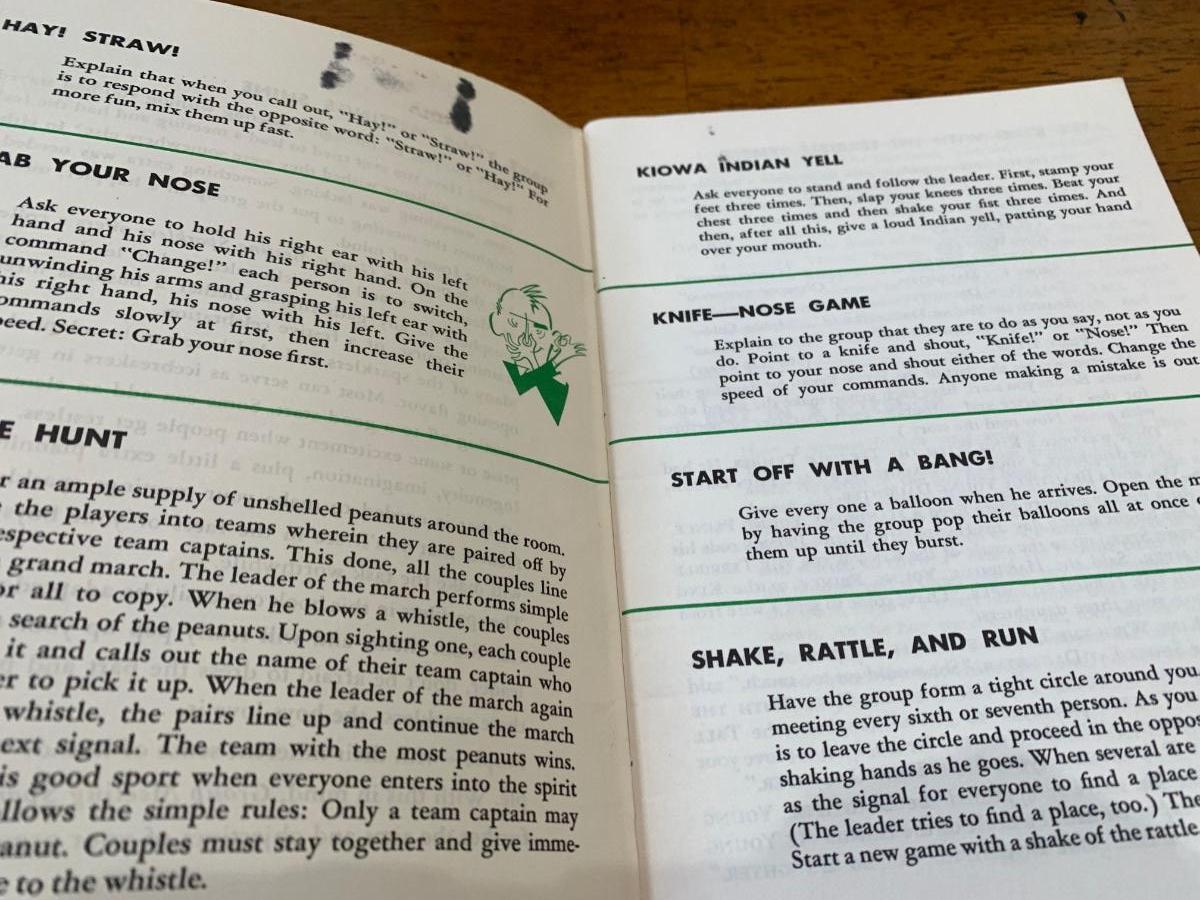 HAY! STRAW!
Explain that when you call out, "Hay!" or "Straw!" the group
is to respond with the opposite word: "Straw!" or "Hay!" For
more fun, mix them up fast.
AB YOUR NOSE
Ask everyone to hold his right ear with his left
hand and his nose with his right hand. On the
command "Change!" each person is to switch,
unwinding his arms and grasping his left ear with
his right hand, his nose with his left. Give the
ommands slowly at first, then increase their
peed. Secret: Grab your nose first.
E HUNT
r an ample supply of unshelled peanuts around the room.
the players into teams wherein they are paired off by
espective team captains. This done, all the couples line
grand march. The leader of the march performs simple
or all to copy. When he blows a whistle, the couples
search of the peanuts. Upon sighting one, each couple
it and calls out the name of their team captain who
er to pick it up. When the leader of the march again
whistle, the pairs line up and continue the march
ext signal. The team with the most peanuts wins.
is good sport when everyone enters into the spirit
llows the simple rules: Only a team captain may
anut. Couples must stay together and give imme-
e to the whistle.
KIOWA INDIAN YELL
Ask everyone to stand and follow the leader. First, stamp your
feet three times. Then, slap your knees three times. Beat your
chest three times and then shake your fist three times. And
then, after all this, give a loud Indian yell, patting your hand
over your mouth.
KNIFE—NOSE GAME
Explain to the group that they are to do as you say, not as you
do. Point to a knife and shout, "Knife!" or "Nose!" Then
point to your nose and shout either of the words. Change the
speed of your commands. Anyone making a mistake is out
START OFF WITH A BANG!
Give every one a balloon when he arrives. Open the m
by having the group pop their balloons all at once
them up until they burst.
SHAKE, RATTLE, AND RUN
Have the group form a tight circle around you.
meeting every sixth or seventh person. As you
is to leave the circle and proceed in the oppos
shaking hands as he goes. When several are
as the signal for everyone to find a place
(The leader tries to find a place, too.) The
Start a new game with a shake of the rattle.